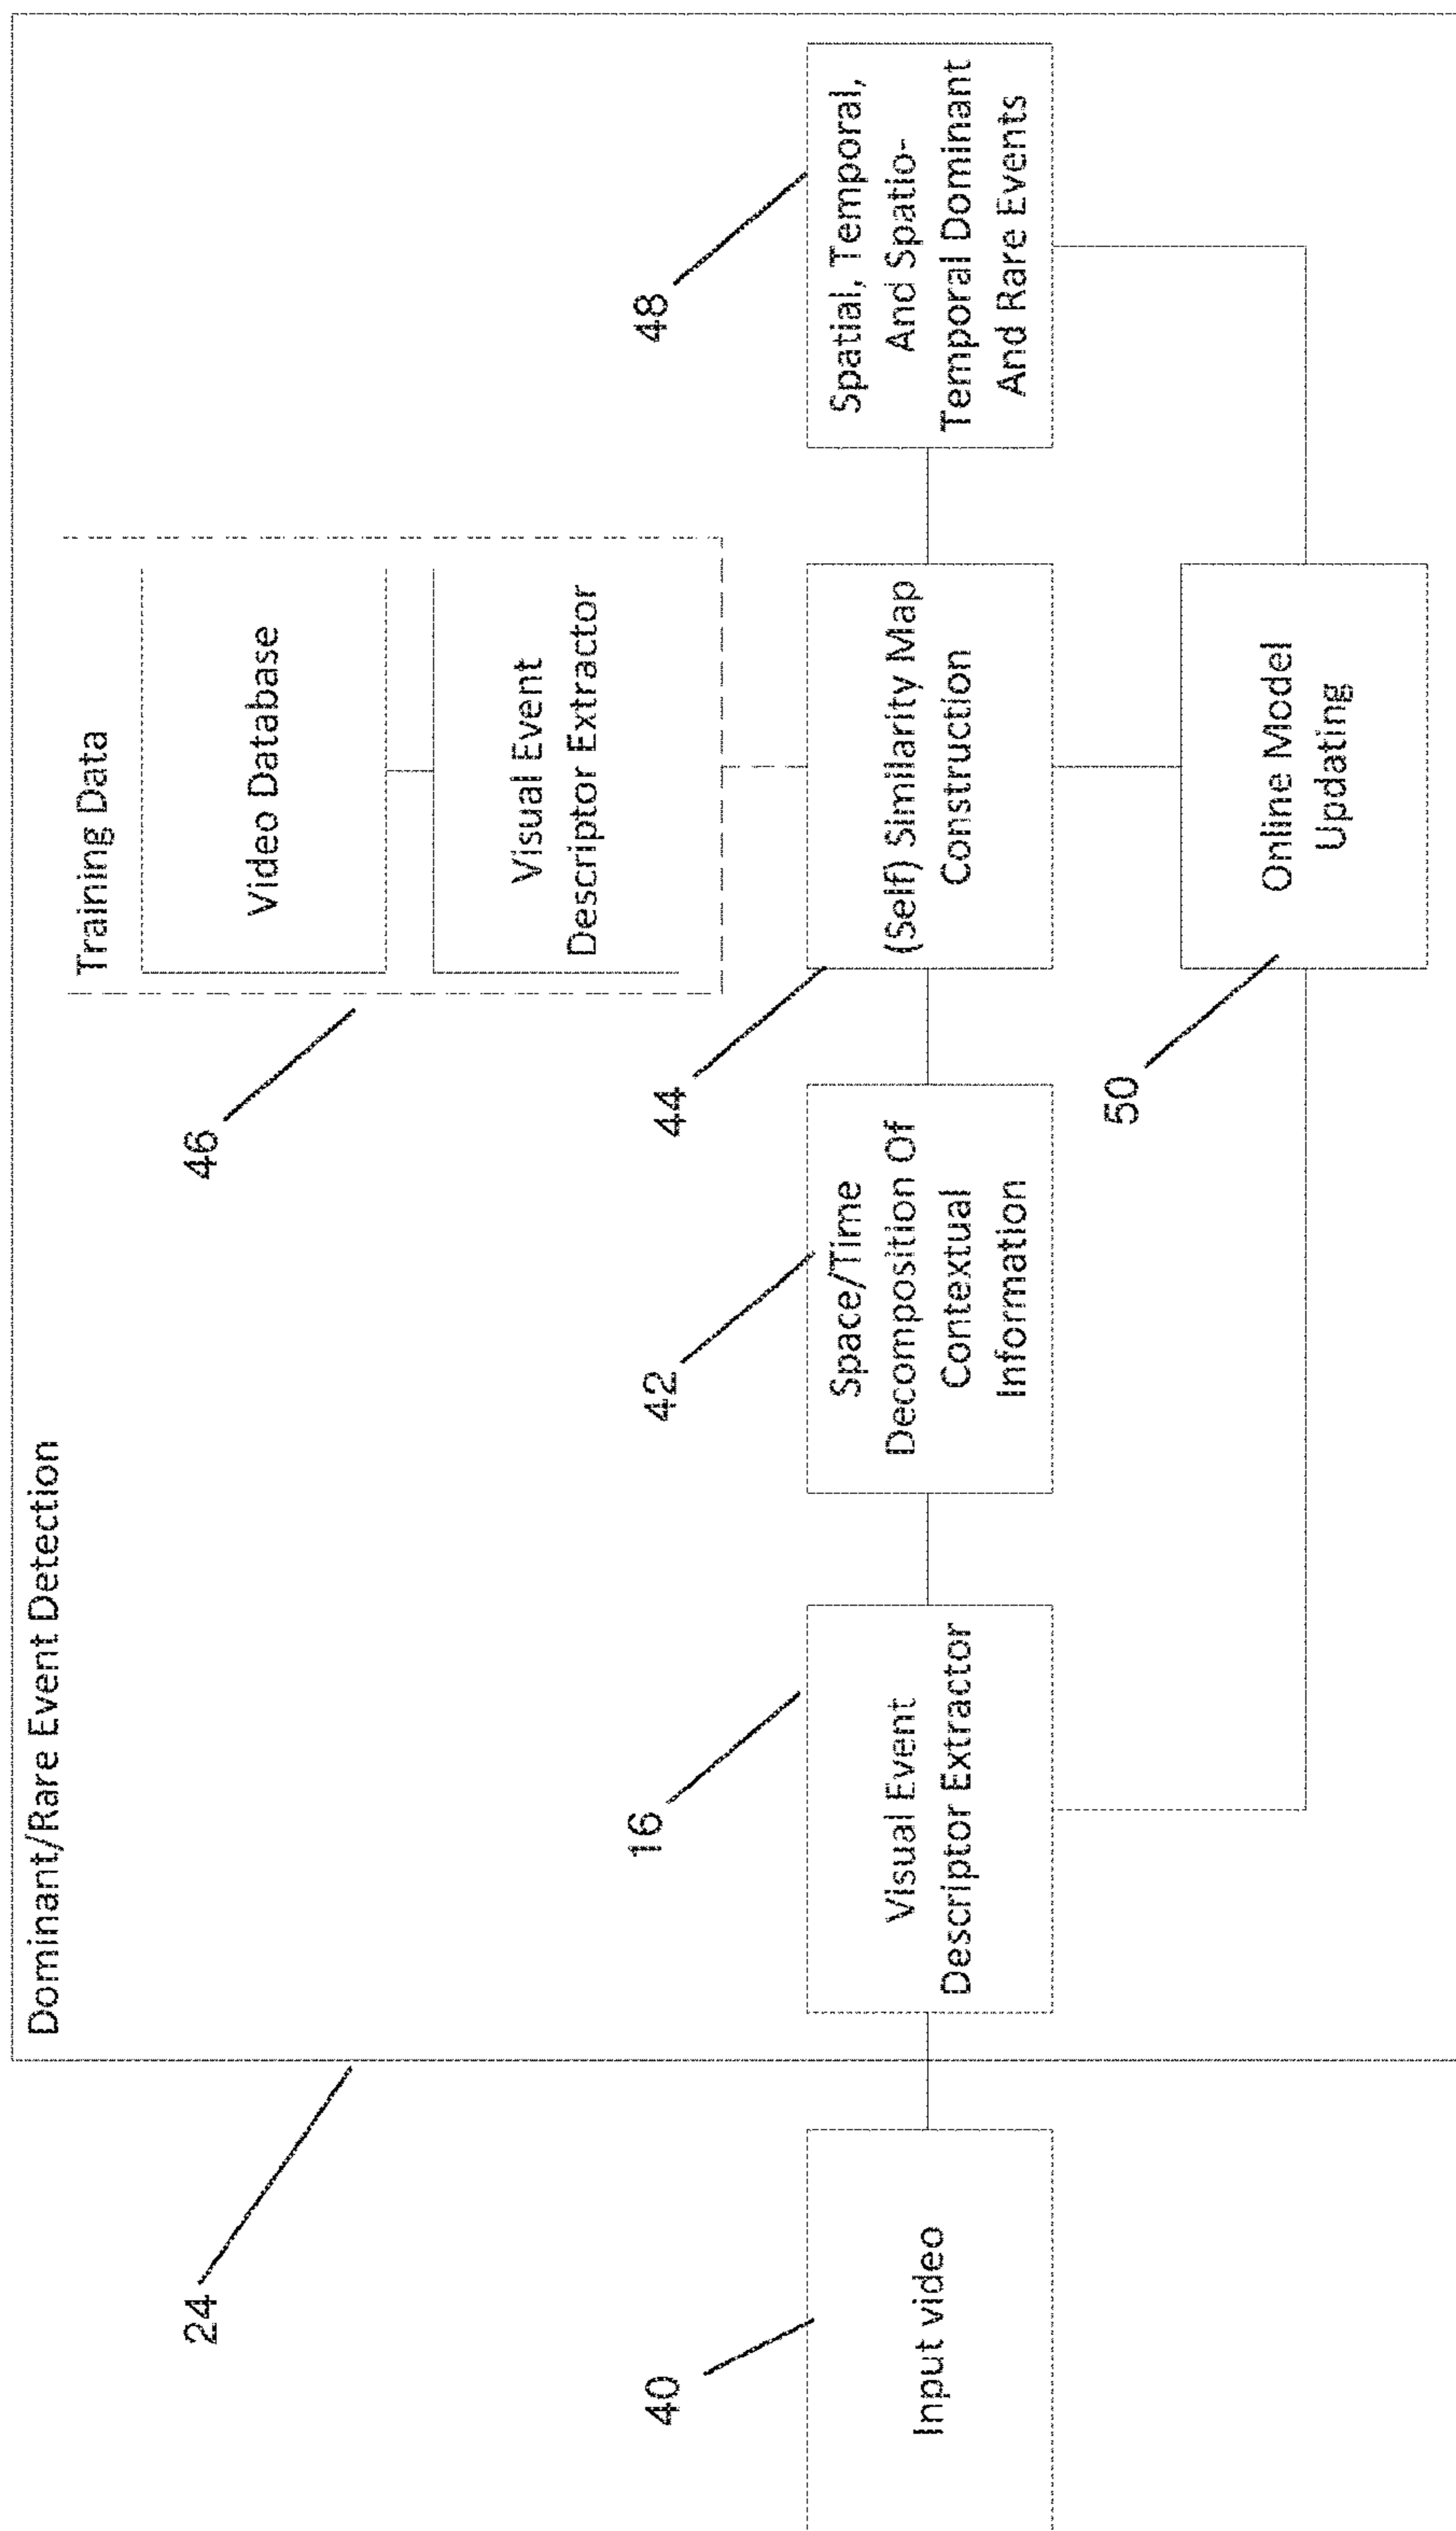 Dominant/Rare Event Detection
24
Training Data
Video Database
Visual Event
Descriptor Extractor
46
40
Input video
16
Visual Event
Descriptor Extractor
42
Space/Time
Decomposition Of
Contextual
Information
44
(Self) Similarity Map
Construction
48
Spatial, Temporal,
And Spatio-
Temporal Dominant
And Rare Events
50
Online Model
Updating